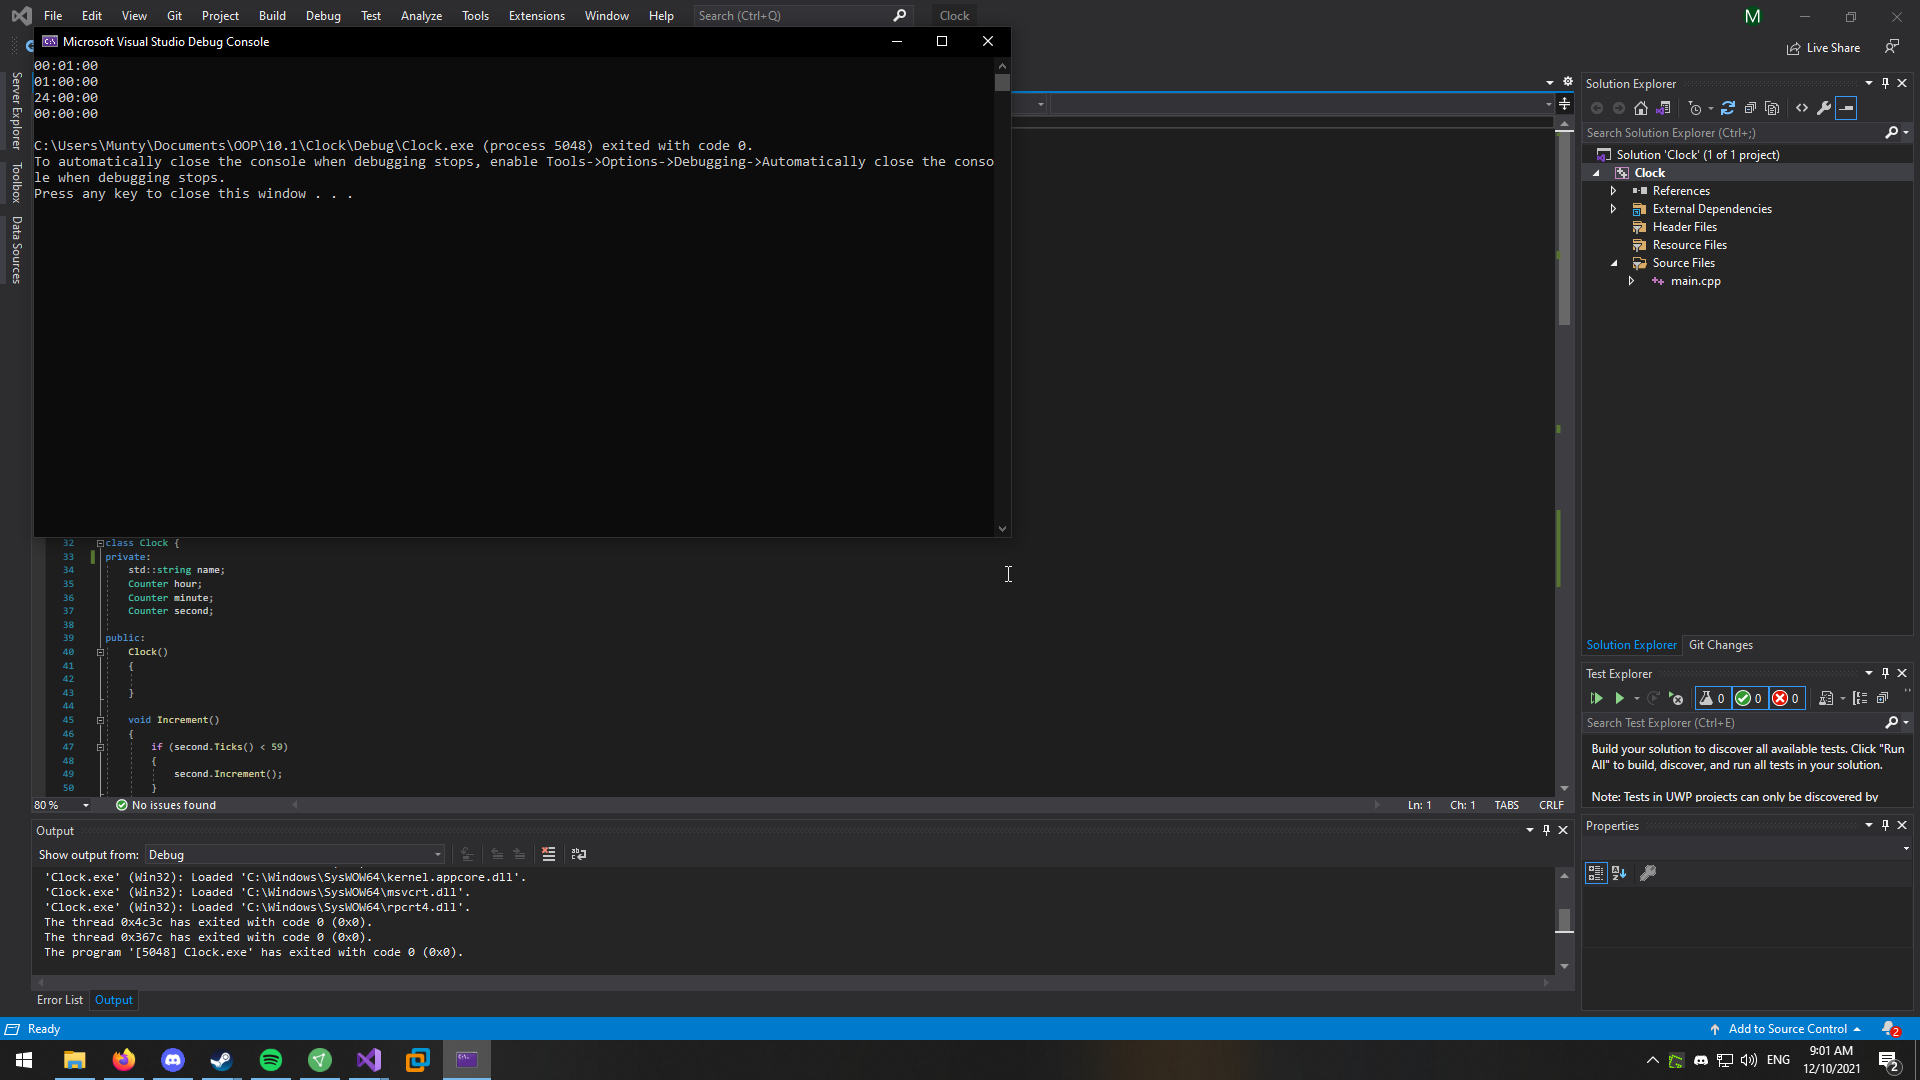 File Edit View Git Project Build Debug Test Analyze Tools Extensions Window Help Search (Ctrl+Q) Clock M
Live Share
Microsoft Visual Studio Debug Console
00:01:00
01:00:00
24:00:00
00:00:00
C:\Users\Munty\Documents\OOP\10.1\Clock\Debug\Clock.exe (process 5048) exited with code 0.
To automatically close the console when debugging stops, enable Tools->Options->Debugging->Automatically close the conso
le when debugging stops.
Press any key to close this window . . .
Server Explorer
Toolbox
Data Sources
32 class Clock {
33 private:
34 std::string name;
35 Counter hour;
36 Counter minute;
37 Counter second;
38
39 public:
40 Clock()
41 {
42
43 }
44
45 void Increment()
46 {
47 if (second.Ticks() < 59)
48 {
49 second.Increment();
50 }
80 % No issues found Ln: 1 Ch: 1 TABS CRLF
Output
Show output from: Debug
'Clock.exe' (Win32): Loaded 'C:\Windows\SysWOW64\kernel.appcore.dll'.
'Clock.exe' (Win32): Loaded 'C:\Windows\SysWOW64\msvcrt.dll'.
'Clock.exe' (Win32): Loaded 'C:\Windows\SysWOW64\rpcrt4.dll'.
The thread 0x4c3c has exited with code 0 (0x0).
The thread 0x367c has exited with code 0 (0x0).
The program '[5048] Clock.exe' has exited with code 0 (0x0).
Error List Output
Solution Explorer
Search Solution Explorer (Ctrl+;)
Solution 'Clock' (1 of 1 project)
Clock
References
External Dependencies
Header Files
Resource Files
Source Files
main.cpp
Solution Explorer Git Changes
Test Explorer
0 0 0
Search Test Explorer (Ctrl+E)
Build your solution to discover all available tests. Click "Run
All" to build, discover, and run all tests in your solution.
Note: Tests in UWP projects can only be discovered by
Properties
Ready Add to Source Control 2
ENG 9:01 AM
12/10/2021 2